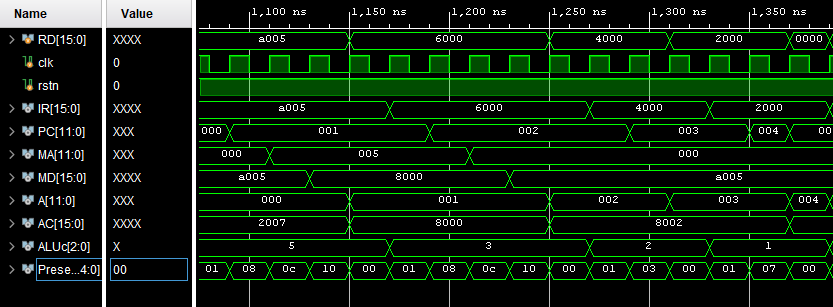 Name Value 1,100 ns 1,150 ns 1,200 ns 1,250 ns 1,300 ns 1,350 ns
RD[15:0] XXXX a005 6000 4000 2000 0000
clk 0
rstn 0
IR[15:0] XXXX a005 6000 4000 2000
PC[11:0] XXX 000 001 002 003 004 00
MA[11:0] XXX 000 005 000
MD[15:0] XXXX a005 8000 a005
A[11:0] XXX 000 001 002 003 004
AC[15:0] XXXX 2007 8000 8002
ALUc[2:0] X 5 3 2 1
Prese...4:0] 00 01 08 0c 10 00 01 08 0c 10 00 01 03 00 01 07 00